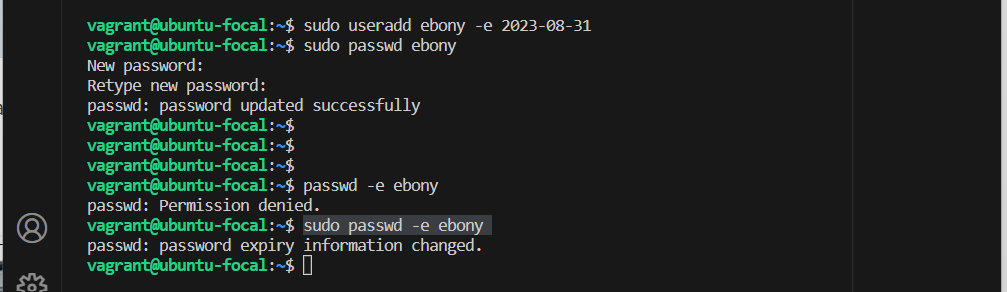 vagrant@ubuntu-focal:~$ sudo useradd ebony -e 2023-08-31
vagrant@ubuntu-focal:~$ sudo passwd ebony
New password:
Retype new password:
passwd: password updated successfully
vagrant@ubuntu-focal:~$
vagrant@ubuntu-focal:~$
vagrant@ubuntu-focal:~$
vagrant@ubuntu-focal:~$ passwd -e ebony
passwd: Permission denied.
vagrant@ubuntu-focal:~$ sudo passwd -e ebony
passwd: password expiry information changed.
vagrant@ubuntu-focal:~$